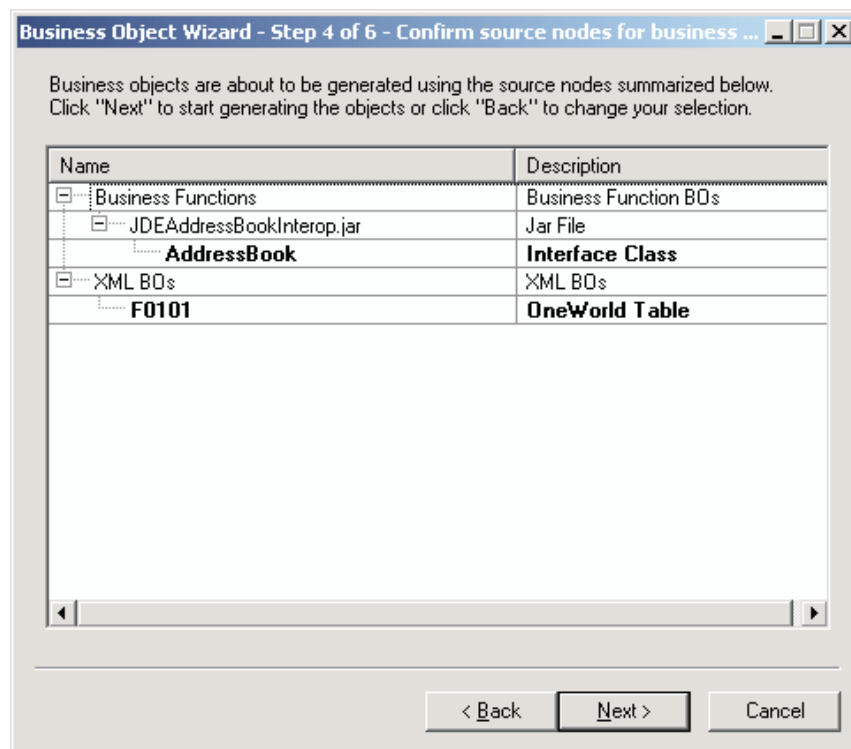 Business Object Wizard - Step 4 of 6 - Confirm source nodes for business ...
Business objects are about to be generated using the source nodes summarized below.
Click "Next" to start generating the objects or click "Back" to change your selection.
Name Description
Business Functions Business Function BOs
JDEAddressBookInterop.jar Jar File
AddressBook Interface Class
XML BOs XML BOs
F0101 OneWorld Table
< Back Next > Cancel